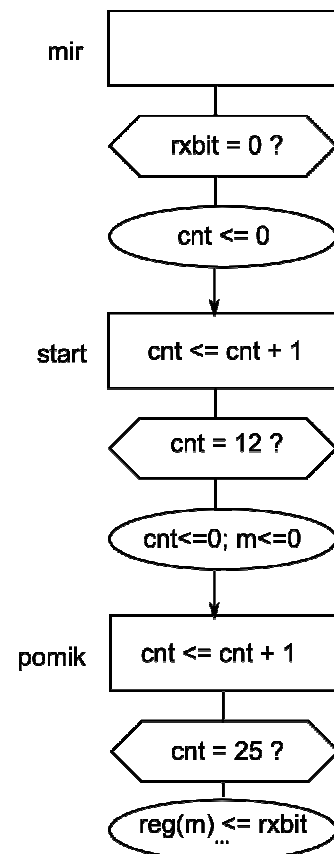 mir
rxbit = 0 ?
cnt <= 0
start
cnt <= cnt + 1
cnt = 12 ?
cnt<=0; m<=0
pomik
cnt <= cnt + 1
cnt = 25 ?
reg(m) <= rxbit
...